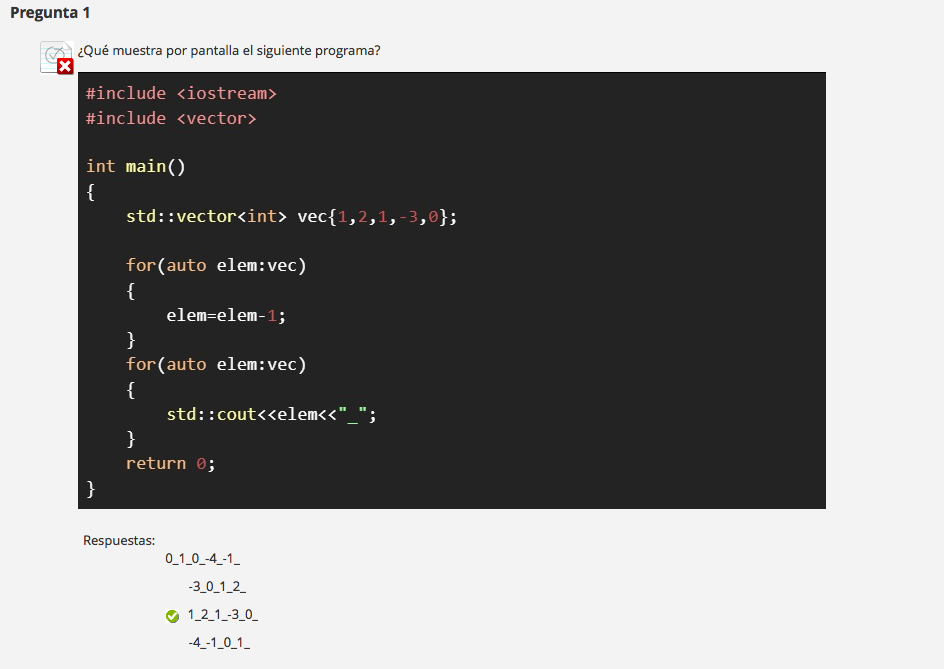 Pregunta 1
¿Qué muestra por pantalla el siguiente programa?
#include <iostream>
#include <vector>
int main()
{
    std::vector<int> vec{1,2,1,-3,0};
    for(auto elem:vec)
    {
        elem=elem-1;
    }
    for(auto elem:vec)
    {
        std::cout<<elem<<"_";
    }
    return 0;
}
Respuestas:
0_1_0_-4_-1_
-3_0_1_2_
1_2_1_-3_0_
-4_-1_0_1_